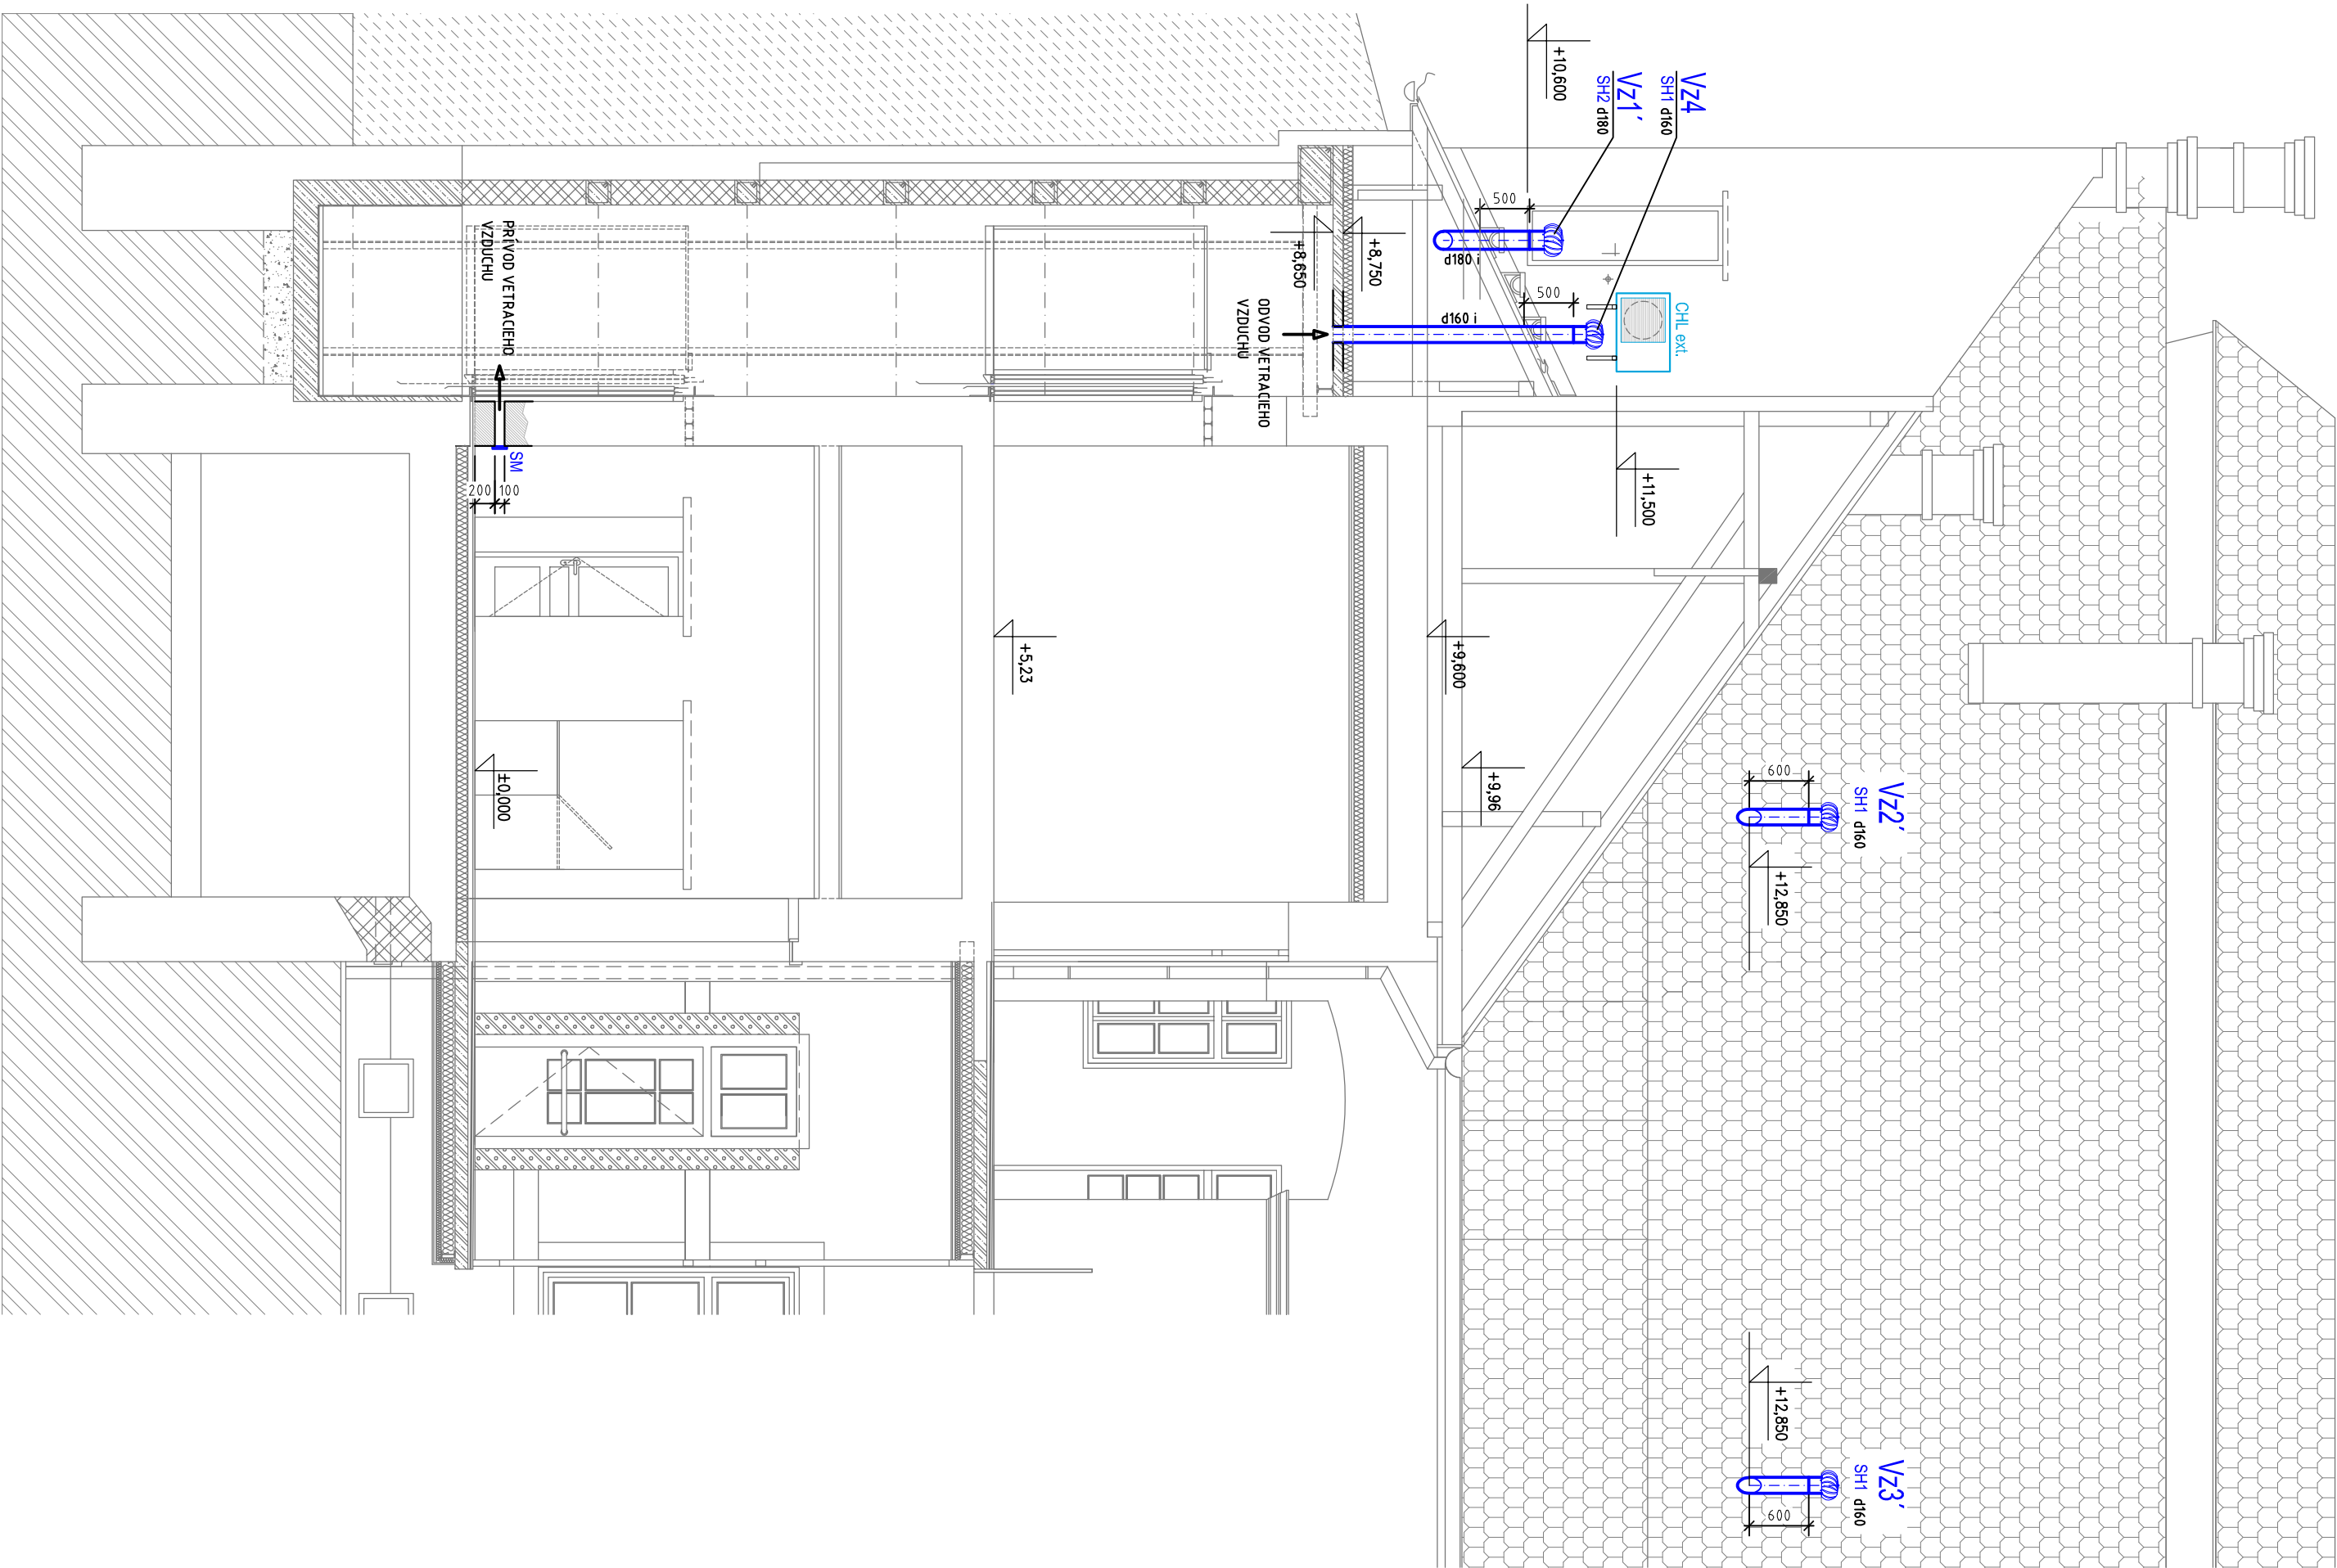 Vz4
SH1 d160
Vz1´
SH2 d180
+10,600
500
d180 i
500
d160 i
CHL ext.
+8,750
+8,650
ODVOD VETRACIEHO
VZDUCHU
PRÍVOD VETRACIEHO
VZDUCHU
SM
200
100
+11,500
+5,23
+9,600
+9,96
±0,000
Vz2´
SH1 d160
600
+12,850
+12,850
Vz3´
SH1 d160
600